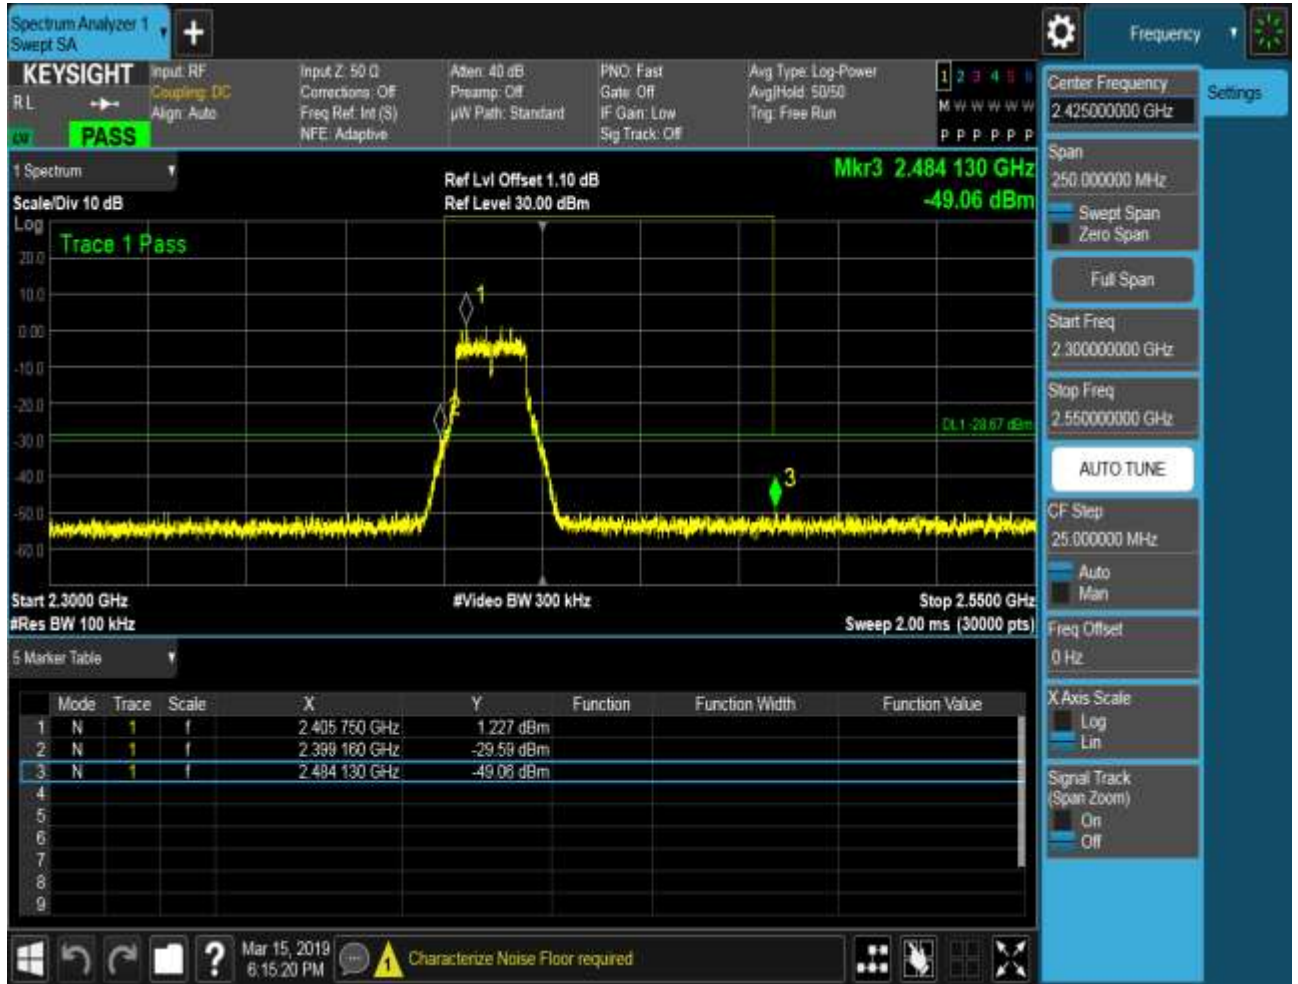 Spectrum Analyzer 1
Swept SA
+
Frequency
KEYSIGHT
RL
PASS
Input: RF
Coupling: DC
Align: Auto
Input Z: 50 Ω
Corrections: Off
Freq Ref: Int (S)
NFE: Adaptive
Atten: 40 dB
Preamp: Off
µW Path: Standard
PNO: Fast
Gate: Off
IF Gain: Low
Sig Track: Off
Avg Type: Log-Power
Avg|Hold: 50/50
Trig: Free Run
1 2 3 4 5 6
M W W W W W
P P P P P P
1 Spectrum
Scale/Div 10 dB
Log
Ref Lvl Offset 1.10 dB
Ref Level 30.00 dBm
Mkr3 2.484 130 GHz
-49.06 dBm
Trace 1 Pass
20.0
10.0
0.00
-10.0
-20.0
-30.0
-40.0
-50.0
-60.0
1
2
3
DL1 -28.67 dBm
Start 2.3000 GHz
#Res BW 100 kHz
#Video BW 300 kHz
Stop 2.5500 GHz
Sweep 2.00 ms (30000 pts)
5 Marker Table
Mode Trace Scale X Y Function Function Width Function Value
1 N 1 f 2.405 750 GHz 1.227 dBm
2 N 1 f 2.399 160 GHz -29.59 dBm
3 N 1 f 2.484 130 GHz -49.06 dBm
4
5
6
7
8
9
Center Frequency
2.425000000 GHz
Settings
Span
250.000000 MHz
Swept Span
Zero Span
Full Span
Start Freq
2.300000000 GHz
Stop Freq
2.550000000 GHz
AUTO TUNE
CF Step
25.000000 MHz
Auto
Man
Freq Offset
0 Hz
X Axis Scale
Log
Lin
Signal Track
(Span Zoom)
On
Off
?
Mar 15, 2019
6:15:20 PM
1
Characterize Noise Floor required